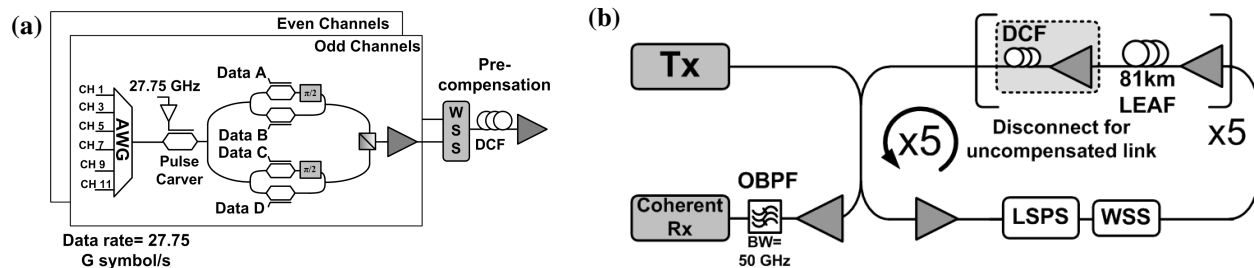 (a)
Even Channels
Odd Channels
CH 1
CH 3
CH 5
CH 7
CH 9
CH 11
AWG
27.75 GHz
Pulse
Carver
Data A
π/2
Data B
Data C
π/2
Data D
W
S
S
Pre-
compensation
DCF
Data rate= 27.75
G symbol/s
(b)
Tx
DCF
81km
LEAF
x5
x5
Disconnect for
uncompensated link
Coherent
Rx
OBPF
BW=
50 GHz
LSPS
WSS